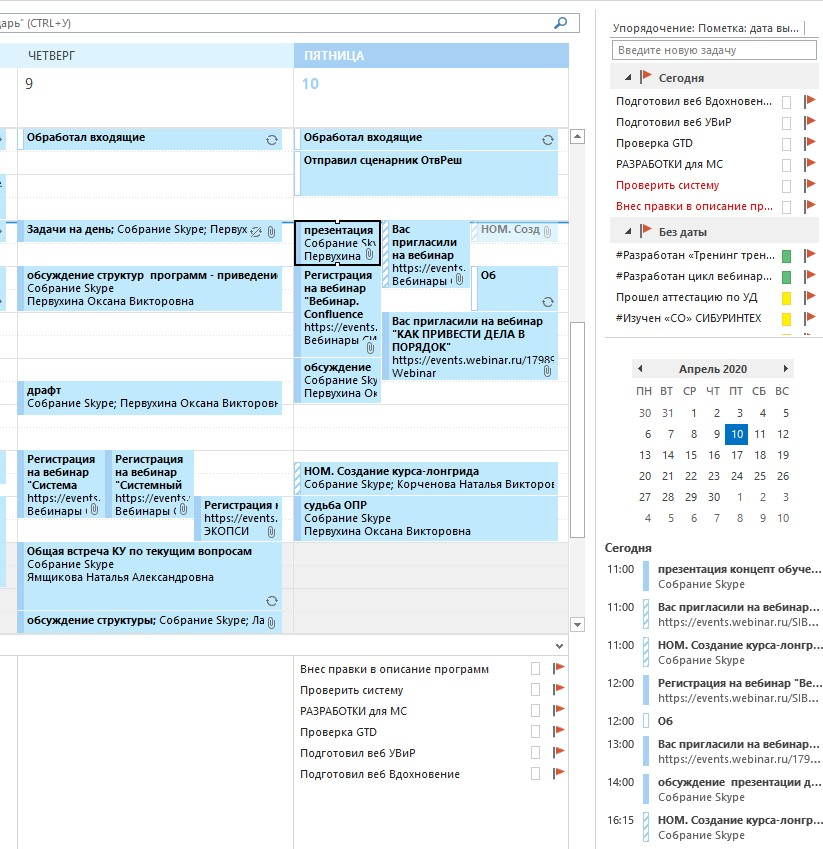 дарь" (CTRL+У)
ЧЕТВЕРГ
ПЯТНИЦА
9
10
Обработал входящие
Задачи на день; Собрание Skype; Первух
обсуждение структур программ - приведени
Собрание Skype
Первухина Оксана Викторовна
драфт
Собрание Skype; Первухина Оксана Викторовн
Регистрация
на вебинар
"Система
https://events.
Вебинары С
Регистрация
на вебинар
"Системный
https://events.
Вебинары С
Регистрация н
https://events.
ЭКОПСИ
Общая встреча КУ по текущим вопросам
Собрание Skype
Ямщикова Наталья Александровна
обсуждение структуры; Собрание Skype; Ла
Обработал входящие
Отправил сценарник ОтвРеш
презентация
Собрание Sk
Первухина
Вас
пригласили
на вебинар
https://events.
Вебинары С
НОМ. Созд
Регистрация
на вебинар
"Вебинар.
Confluence
https://events.
Вебинары СИ
Об
Вас пригласили на вебинар
"КАК ПРИВЕСТИ ДЕЛА В
ПОРЯДОК"
https://events.webinar.ru/17989
Webinar
обсуждение
Собрание Sky
Первухина Ок
НОМ. Создание курса-лонгрида
Собрание Skype; Корченова Наталья Викторов
судьба ОПР
Собрание Skype
Первухина Оксана Викторовна
Внес правки в описание программ
Проверить систему
РАЗРАБОТКИ для МС
Проверка GTD
Подготовил веб УВиР
Подготовил веб Вдохновение
Упорядочение: Пометка: дата вы...
Введите новую задачу
Сегодня
Подготовил веб Вдохновен...
Подготовил веб УВиР
Проверка GTD
РАЗРАБОТКИ для МС
Проверить систему
Внес правки в описание пр...
Без даты
#Разработан «Тренинг трен...
#Разработан цикл вебинар...
Прошел аттестацию по УД
#Изучен «СО» СИБУРИНТЕХ
Апрель 2020
ПН ВТ СР ЧТ ПТ СБ ВС
30 31 1 2 3 4 5
6 7 8 9 10 11 12
13 14 15 16 17 18 19
20 21 22 23 24 25 26
27 28 29 30 1 2 3
4 5 6 7 8 9 10
Сегодня
11:00 презентация концепт обуче...
Собрание Skype
11:00 Вас пригласили на вебинар...
https://events.webinar.ru/SIB...
11:00 НОМ. Создание курса-лонгр...
Собрание Skype
12:00 Регистрация на вебинар "Ве...
https://events.webinar.ru/SIB...
12:00 Об
13:00 Вас пригласили на вебинар...
https://events.webinar.ru/179...
14:00 обсуждение презентации д...
Собрание Skype
16:15 НОМ. Создание курса-лонгр...
Собрание Skype